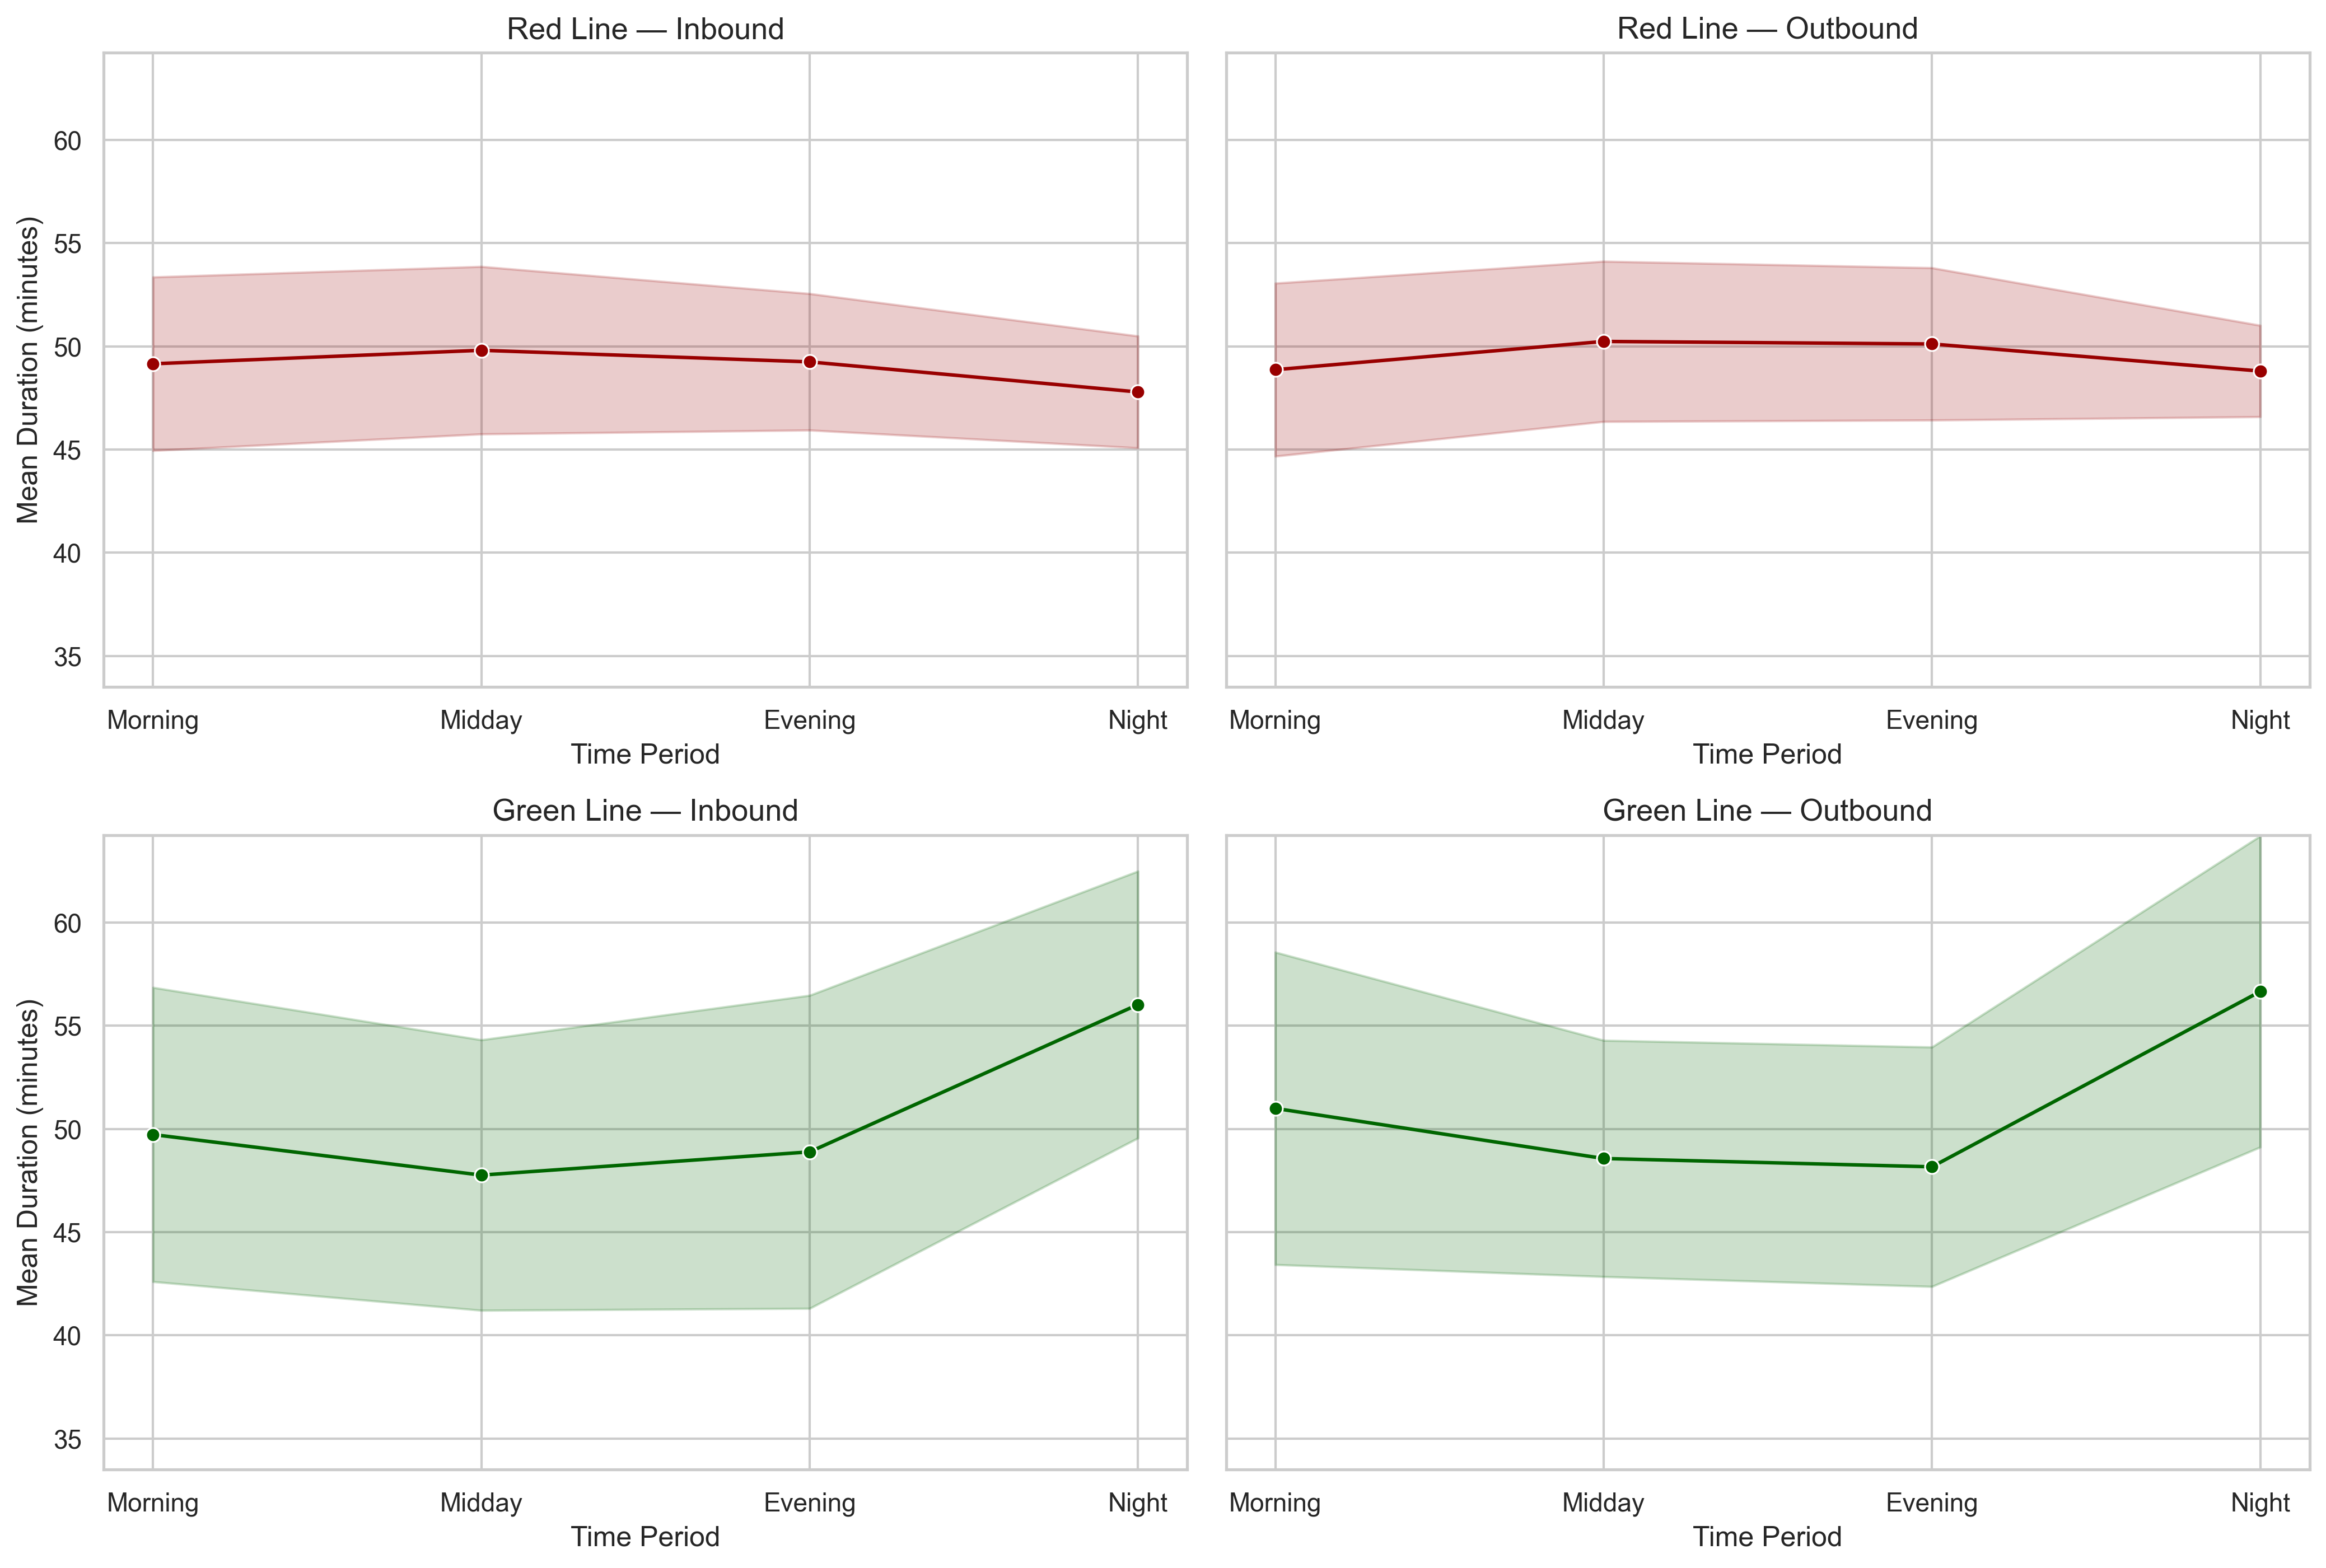 Red Line — Inbound
Red Line — Outbound
Mean Duration (minutes)
60
55
50
45
40
35
Morning Midday Evening Night
Time Period
Morning Midday Evening Night
Time Period
Green Line — Inbound
Green Line — Outbound
Mean Duration (minutes)
60
55
50
45
40
35
Morning Midday Evening Night
Time Period
Morning Midday Evening Night
Time Period